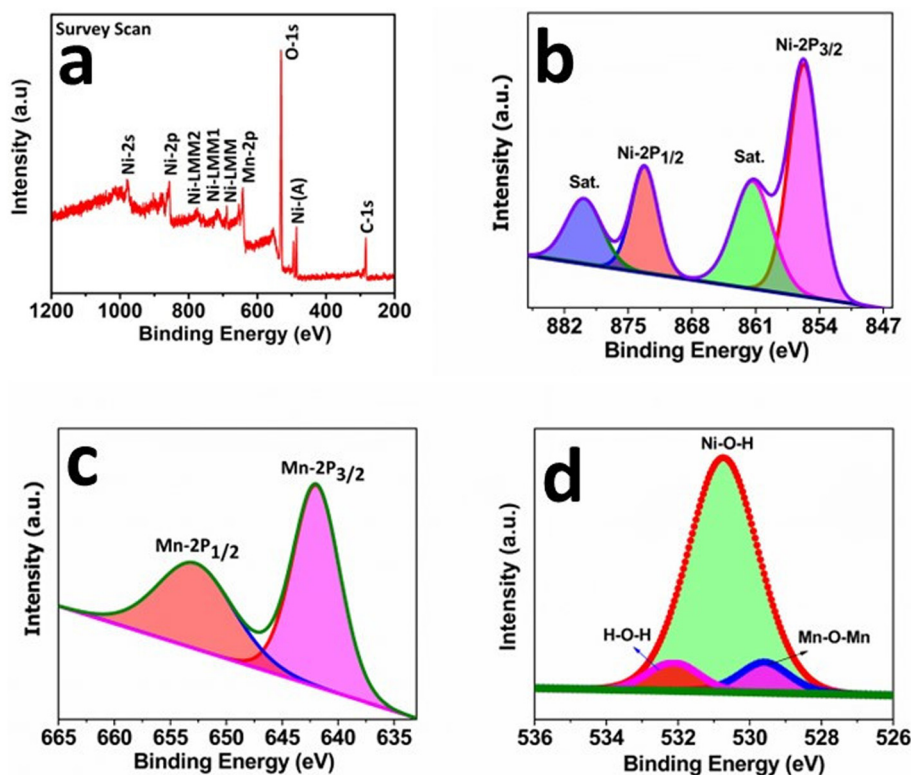 Survey Scan
a
Ni-2s
Ni-2p
Ni-LMM2
Ni-LMM1
Ni-LMM
Mn-2p
O-1s
Ni-(A)
C-1s
Intensity (a.u)
1200 1000 800 600 400 200
Binding Energy (eV)
b
Sat.
Ni-2P1/2
Sat.
Ni-2P3/2
Intensity (a.u)
882 875 868 861 854 847
Binding Energy (eV)
c
Mn-2P1/2
Mn-2P3/2
Intensity (a.u.)
665 660 655 650 645 640 635
Binding Energy (eV)
d
Ni-O-H
H-O-H
Mn-O-Mn
Intensity (a.u.)
536 534 532 530 528 526
Binding Energy (eV)